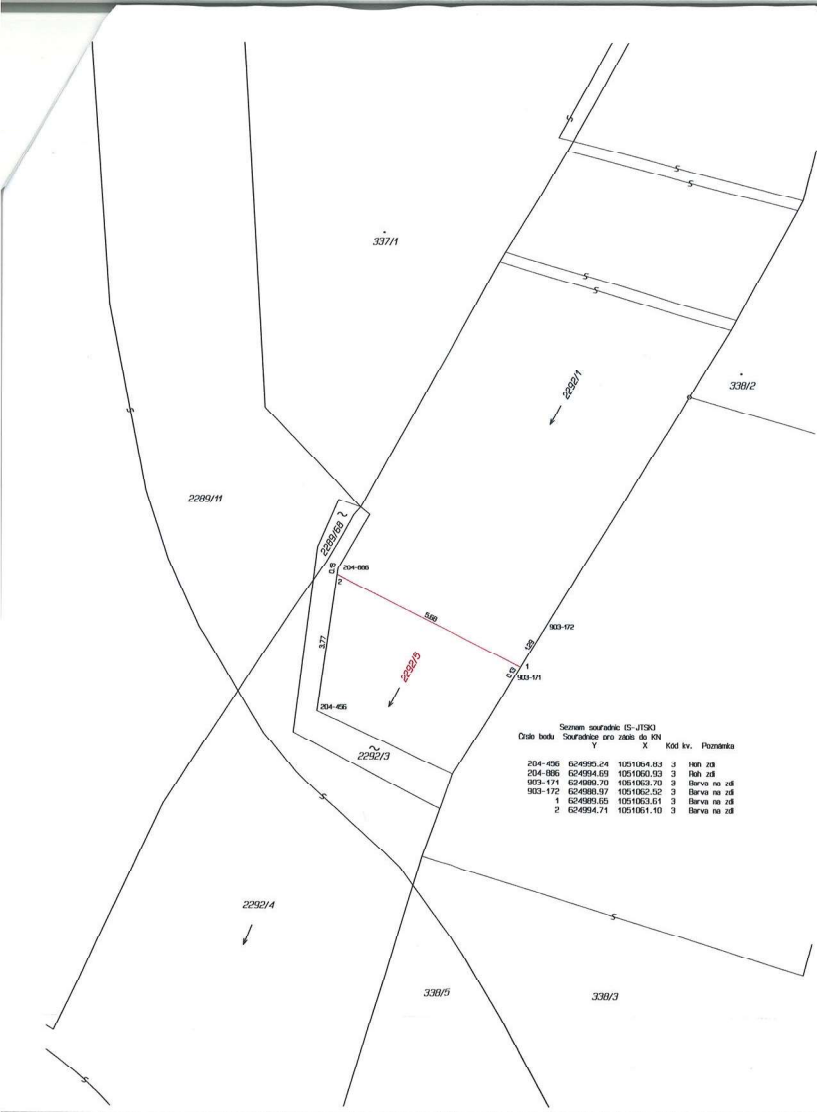 S
S
S
337/1
S
S
2292/1
338/2
S
2289/11
2289/68
0.18
204-886
2
5.66
903-172
1.29
3.77
2292/5
1
0.13
903-171
204-456
2292/3
Seznam souřadnic (S-JTSK)
Číslo bodu Souřadnice pro zápis do KN
Y X Kód kv. Poznámka
204-456 624995.24 1051064.83 3 Roh zdi
204-886 624994.69 1051060.93 3 Roh zdi
903-171 624989.70 1051063.70 3 Barva na zdi
903-172 624988.97 1051062.52 3 Barva na zdi
1 624989.65 1051063.61 3 Barva na zdi
2 624994.71 1051061.10 3 Barva na zdi
S
2292/4
S
338/5
338/3
S